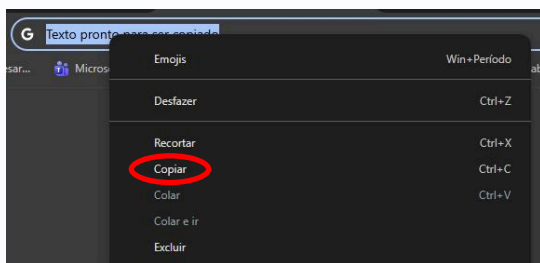 G Texto pronto para ser copiado
esar... Micros
Emojis Win+Período
Desfazer Ctrl+Z
Recortar Ctrl+X
Copiar Ctrl+C
Colar Ctrl+V
Colar e ir
Excluir